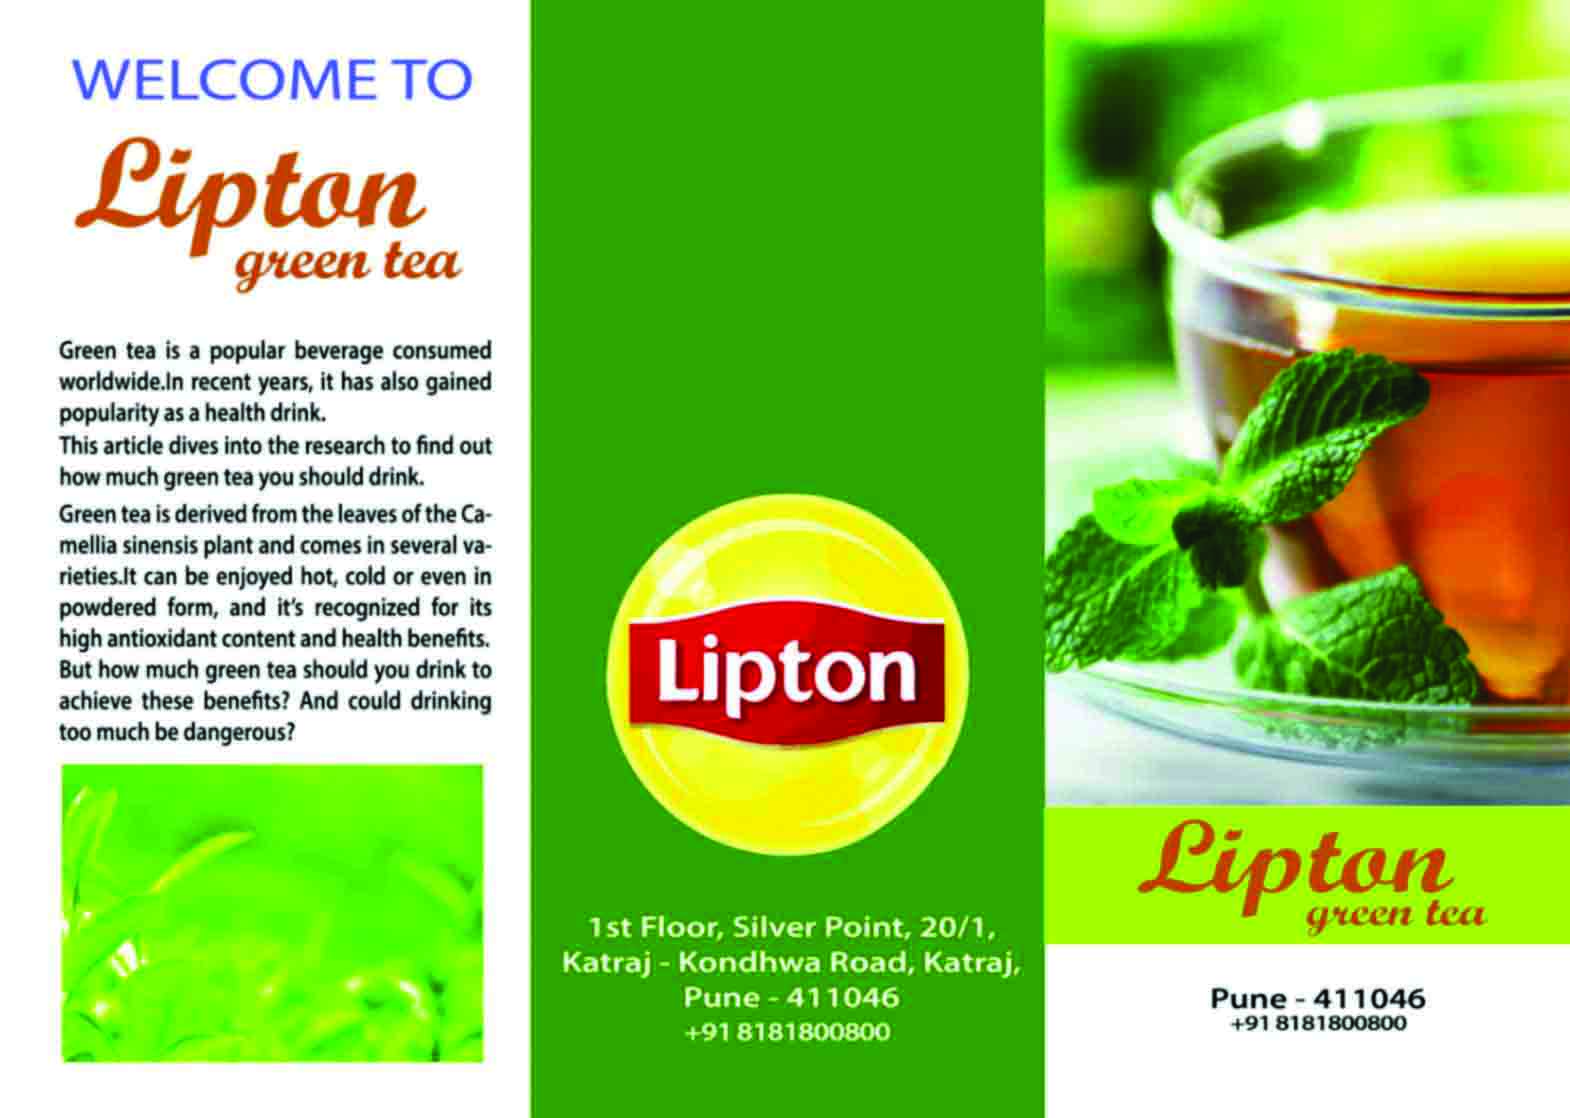 WELCOME TO
Lipton
green tea
Green tea is a popular beverage consumed
worldwide.In recent years, it has also gained
popularity as a health drink.
This article dives into the research to find out
how much green tea you should drink.
Green tea is derived from the leaves of the Ca-
mellia sinensis plant and comes in several va-
rieties.It can be enjoyed hot, cold or even in
powdered form, and it's recognized for its
high antioxidant content and health benefits.
But how much green tea should you drink to
achieve these benefits? And could drinking
too much be dangerous?
Lipton
1st Floor, Silver Point, 20/1,
Katraj - Kondhwa Road, Katraj,
Pune - 411046
+91 8181800800
Lipton
green tea
Pune - 411046
+91 8181800800